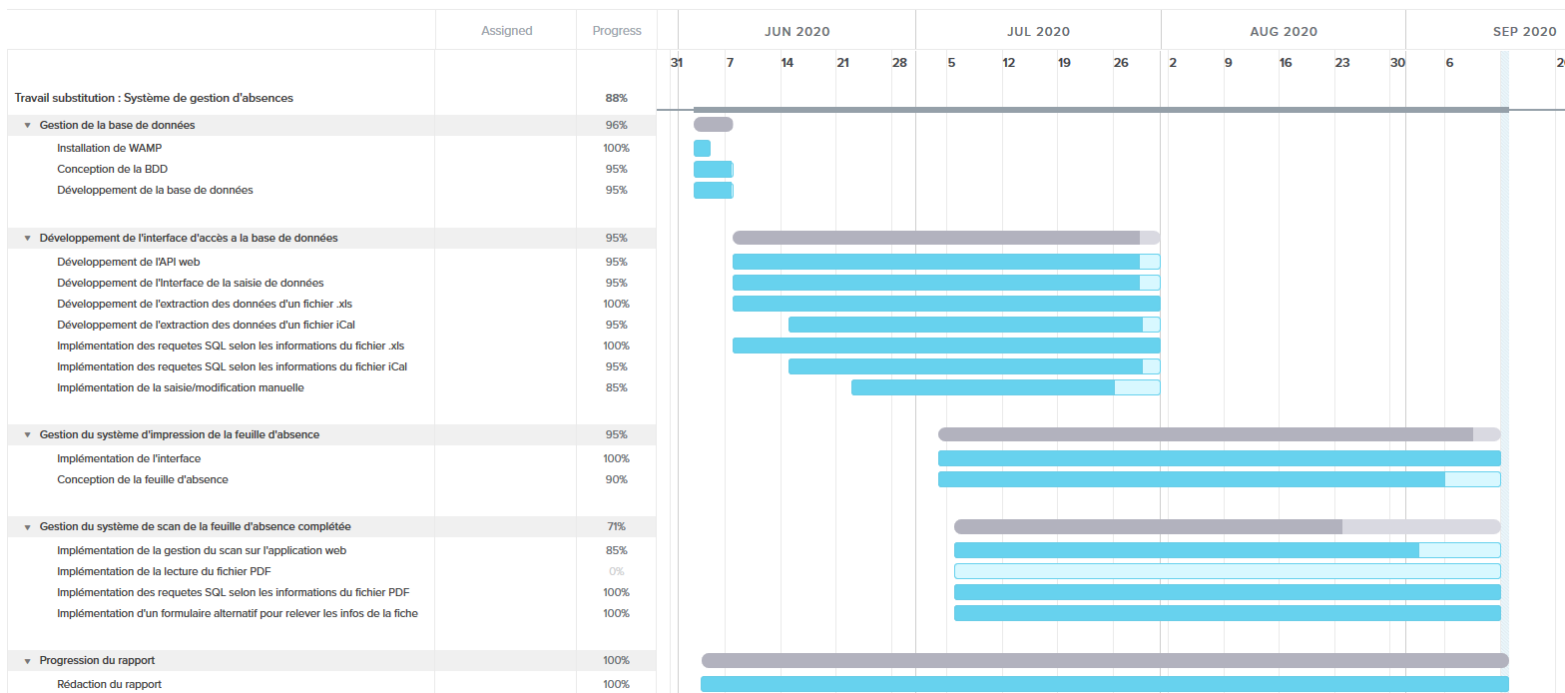 Assigned Progress JUN 2020 JUL 2020 AUG 2020 SEP 2020
31 7 14 21 28 5 12 19 26 2 9 16 23 30 6
Travail substitution : Système de gestion d'absences 88%
Gestion de la base de données 96%
Installation de WAMP 100%
Conception de la BDD 95%
Développement de la base de données 95%
Développement de l'interface d'accès a la base de données 95%
Développement de l'API web 95%
Développement de l'Interface de la saisie de données 95%
Développement de l'extraction des données d'un fichier .xls 100%
Développement de l'extraction des données d'un fichier iCal 95%
Implémentation des requetes SQL selon les informations du fichier .xls 100%
Implémentation des requetes SQL selon les informations du fichier iCal 95%
Implémentation de la saisie/modification manuelle 85%
Gestion du système d'impression de la feuille d'absence 95%
Implémentation de l'interface 100%
Conception de la feuille d'absence 90%
Gestion du système de scan de la feuille d'absence complétée 71%
Implémentation de la gestion du scan sur l'application web 85%
Implémentation de la lecture du fichier PDF 0%
Implémentation des requetes SQL selon les informations du fichier PDF 100%
Implémentation d'un formulaire alternatif pour relever les infos de la fiche 100%
Progression du rapport 100%
Rédaction du rapport 100%